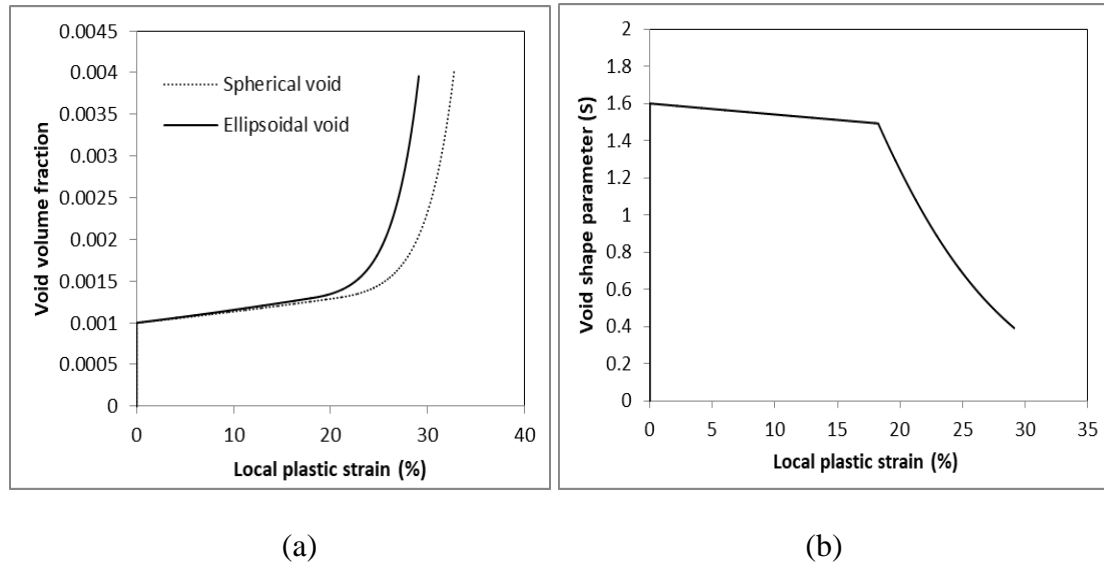 0.0045
0.004
0.0035
0.003
0.0025
0.002
0.0015
0.001
0.0005
0
Void volume fraction
Spherical void
Ellipsoidal void
0 10 20 30 40
Local plastic strain (%)
2
1.8
1.6
1.4
1.2
1
0.8
0.6
0.4
0.2
0
Void shape parameter (S)
0 5 10 15 20 25 30 35
Local plastic strain (%)
(a) (b)